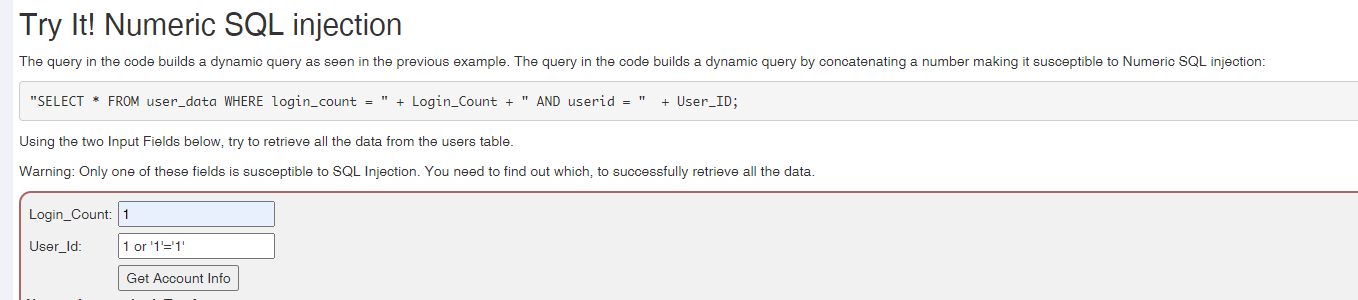 Try It! Numeric SQL injection
The query in the code builds a dynamic query as seen in the previous example. The query in the code builds a dynamic query by concatenating a number making it susceptible to Numeric SQL injection:
"SELECT * FROM user_data WHERE login_count = " + Login_Count + " AND userid = "  + User_ID;
Using the two Input Fields below, try to retrieve all the data from the users table.
Warning: Only one of these fields is susceptible to SQL Injection. You need to find out which, to successfully retrieve all the data.
Login_Count: 1
User_Id: 1 or '1'='1'
Get Account Info